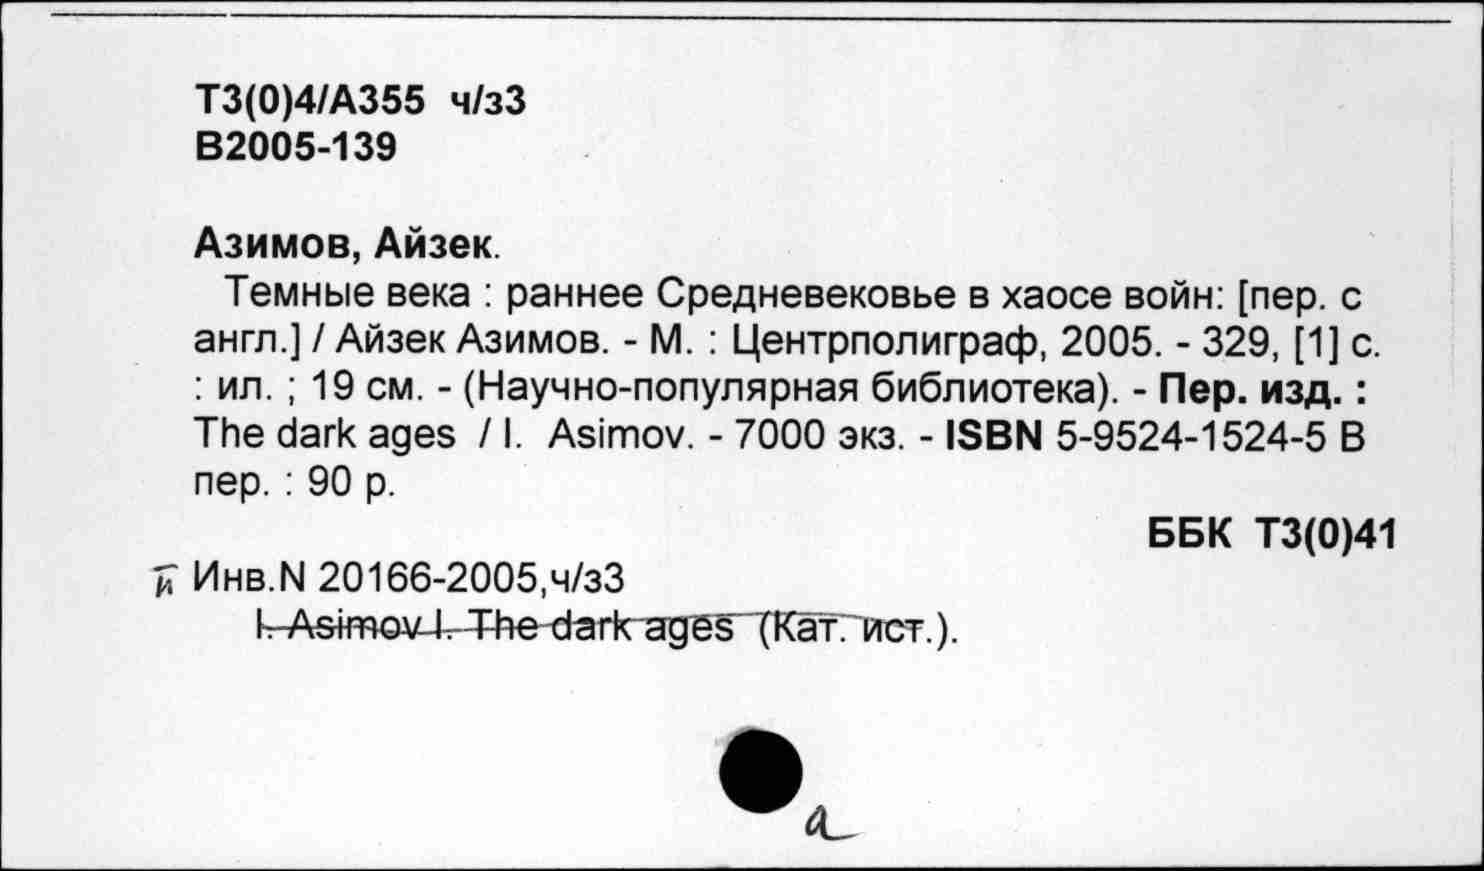 Т3(0)4/А355 ч/з3
В2005-139
Азимов, Айзек.
Темные века : раннее Средневековье в хаосе войн: [пер. с
англ.] / Айзек Азимов. - М. : Центрполиграф, 2005. - 329, [1] с.
: ил. ; 19 см. - (Научно-популярная библиотека). - Пер. изд. :
The dark ages / I. Asimov. - 7000 экз. - ISBN 5-9524-1524-5 В
пер. : 90 р.
ББК Т3(0)41
и Инв.N 20166-2005,ч/з3
I. Asimov I. The dark ages (Кат. ист.).
а